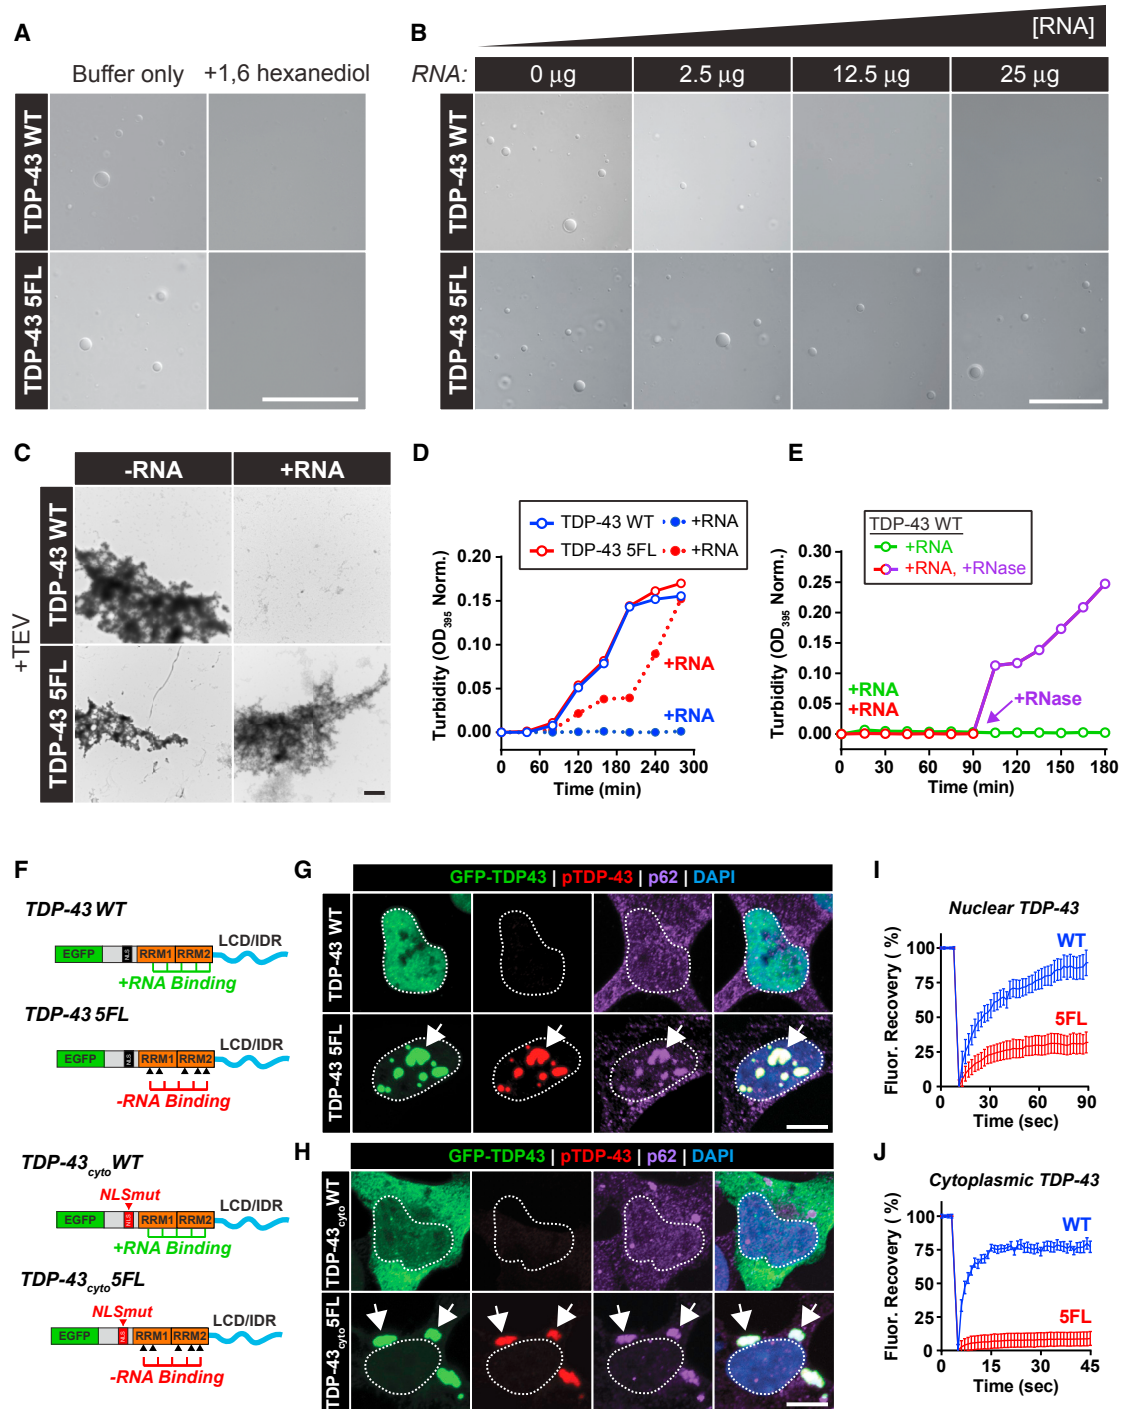 A
Buffer only
+1,6 hexanediol
TDP-43 WT
TDP-43 5FL
B
[RNA]
RNA:
0 μg
2.5 μg
12.5 μg
25 μg
TDP-43 WT
TDP-43 5FL
C
-RNA
+RNA
+TEV
TDP-43 WT
TDP-43 5FL
D
TDP-43 WT
+RNA
TDP-43 5FL
+RNA
Turbidity (OD395 Norm.)
0.20
0.15
0.10
0.05
0.00
+RNA
+RNA
0 60 120 180 240 300
Time (min)
E
TDP-43 WT
+RNA
+RNA, +RNase
Turbidity (OD395 Norm.)
0.30
0.25
0.20
0.15
0.10
0.05
0.00
+RNA
+RNA
+RNase
0 30 60 90 120 150 180
Time (min)
F
TDP-43 WT
LCD/IDR
EGFP NLS RRM1 RRM2
+RNA Binding
TDP-43 5FL
LCD/IDR
EGFP NLS RRM1 RRM2
-RNA Binding
TDP-43cyto WT
NLSmut
LCD/IDR
EGFP NLS RRM1 RRM2
+RNA Binding
TDP-43cyto 5FL
NLSmut
LCD/IDR
EGFP NLS RRM1 RRM2
-RNA Binding
G
GFP-TDP43 | pTDP-43 | p62 | DAPI
TDP-43 WT
TDP-43 5FL
H
GFP-TDP43 | pTDP-43 | p62 | DAPI
TDP-43cyto WT
TDP-43cyto 5FL
I
Nuclear TDP-43
Fluor. Recovery (%)
100
75
50
25
0
WT
5FL
0 30 60 90
Time (sec)
J
Cytoplasmic TDP-43
Fluor. Recovery (%)
100
75
50
25
0
WT
5FL
0 15 30 45
Time (sec)